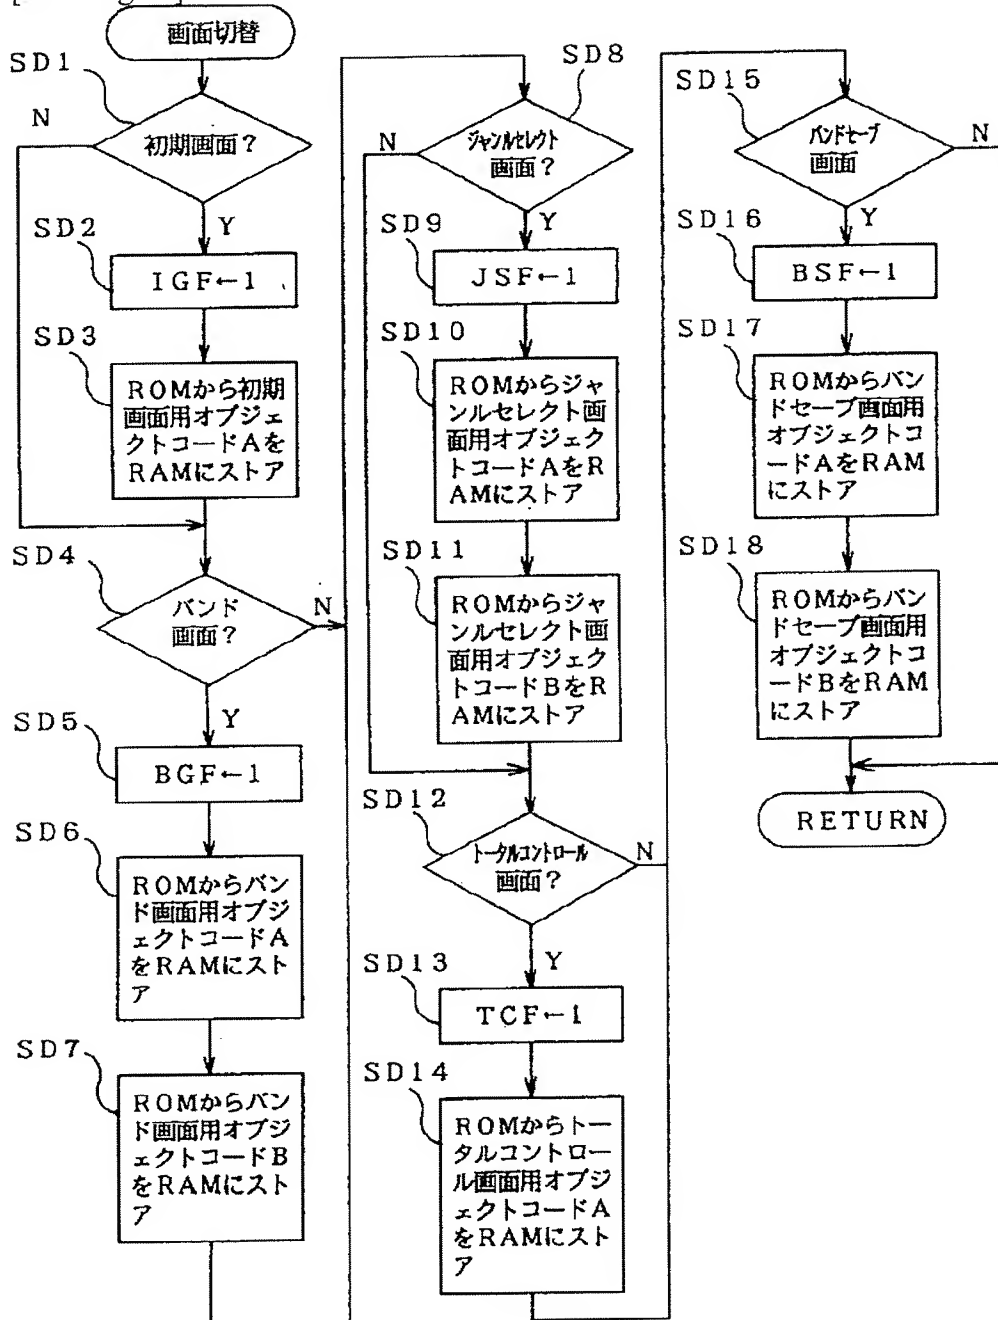 画面切替
SD1
N
初期画面?
Y
SD2
IGF←1
SD3
ROMから初期
画面用オブジェ
クトコードAを
RAMにストア
SD4
バンド
画面?
N
Y
SD5
BGF←1
SD6
ROMからバン
ド画面用オブジ
ェクトコードA
をRAMにスト
ア
SD7
ROMからバン
ド画面用オブジ
ェクトコードB
をRAMにスト
ア
SD8
N
ジャンルセレクト
画面?
Y
SD9
JSF←1
SD10
ROMからジャ
ンルセレクト画
面用オブジェク
トコードAをR
AMにストア
SD11
ROMからジャ
ンルセレクト画
面用オブジェク
トコードBをR
AMにストア
SD12
トータルコントロール
画面?
N
Y
SD13
TCF←1
SD14
ROMからトー
タルコントロー
ル画面用オブジ
ェクトコードA
をRAMにスト
ア
SD15
バンドセーブ
画面
N
Y
SD16
BSF←1
SD17
ROMからバン
ドセーブ画面用
オブジェクトコ
ードAをRAM
にストア
SD18
ROMからバン
ドセーブ画面用
オブジェクトコ
ードBをRAM
にストア
RETURN